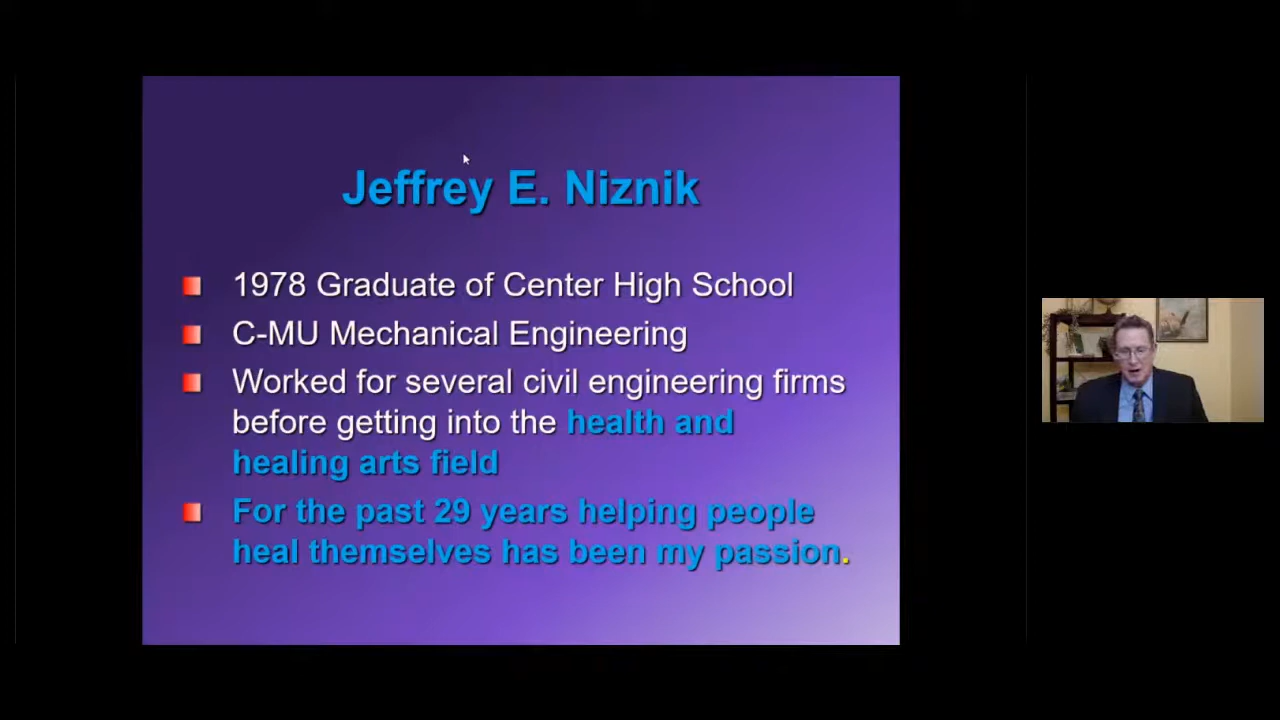 Jeffrey E. Niznik
1978 Graduate of Center High School
C-MU Mechanical Engineering
Worked for several civil engineering firms
before getting into the health and
healing arts field
For the past 29 years helping people
heal themselves has been my passion.